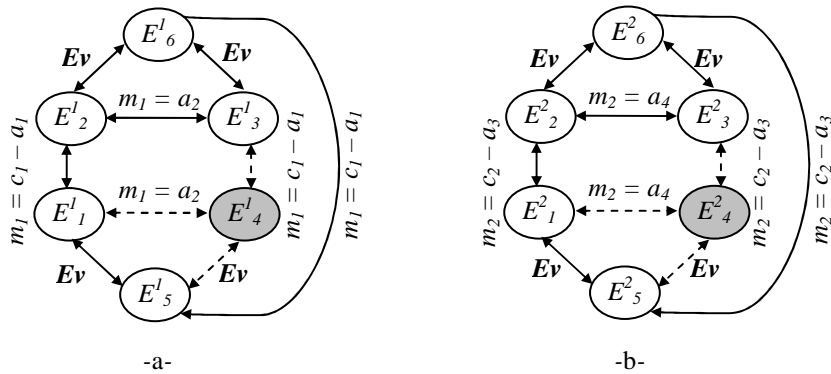 E¹₆
Ev Ev
E¹₂ m₁ = a₂ E¹₃
m₁ = c₁ – a₁
m₁ = c₁ – a₁
m₁ = c₁ – a₁
E¹₁ m₁ = a₂ E¹₄
Ev Ev
E¹₅
-a-
E²₆
Ev Ev
E²₂ m₂ = a₄ E²₃
m₂ = c₂ – a₃
m₂ = c₂ – a₃
m₂ = c₂ – a₃
E²₁ m₂ = a₄ E²₄
Ev Ev
E²₅
-b-